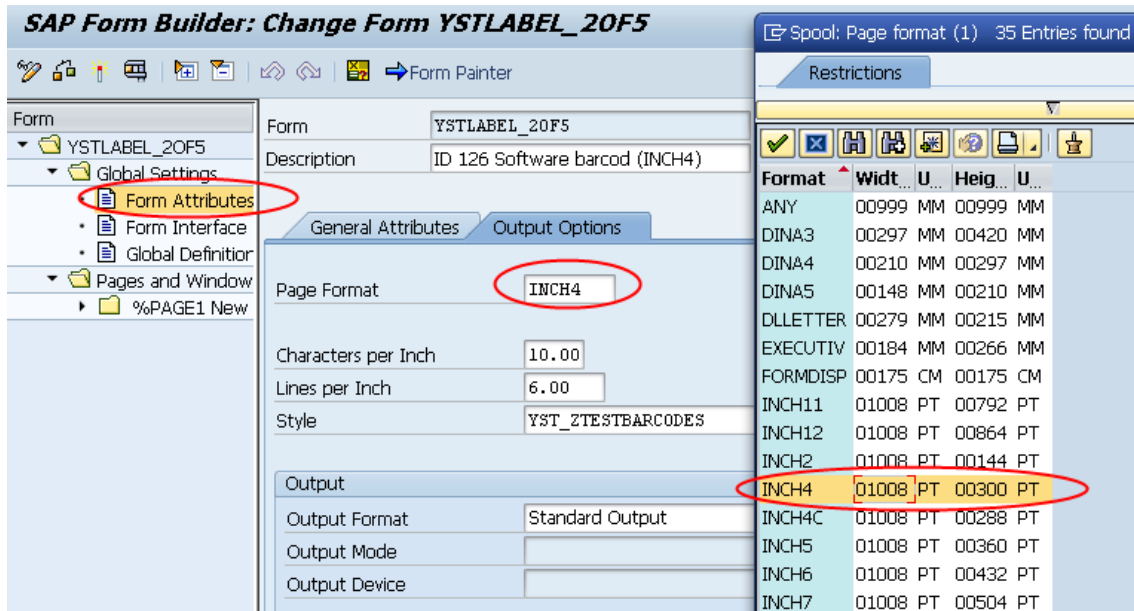 SAP Form Builder: Change Form YSTLABEL_2OF5
Form Painter
Form
YSTLABEL_2OF5
Global Settings
Form Attributes
Form Interface
Global Definition
Pages and Window
%PAGE1 New
Form YSTLABEL_2OF5
Description ID 126 Software barcod (INCH4)
General Attributes Output Options
Page Format INCH4
Characters per Inch 10.00
Lines per Inch 6.00
Style YST_ZTESTBARCODES
Output
Output Format Standard Output
Output Mode
Output Device
Spool: Page format (1) 35 Entries found
Restrictions
Format Widt... U... Heig... U...
ANY 00999 MM 00999 MM
DINA3 00297 MM 00420 MM
DINA4 00210 MM 00297 MM
DINA5 00148 MM 00210 MM
DLLETTER 00279 MM 00215 MM
EXECUTIV 00184 MM 00266 MM
FORMDISP 00175 CM 00175 CM
INCH11 01008 PT 00792 PT
INCH12 01008 PT 00864 PT
INCH2 01008 PT 00144 PT
INCH4 01008 PT 00300 PT
INCH4C 01008 PT 00288 PT
INCH5 01008 PT 00360 PT
INCH6 01008 PT 00432 PT
INCH7 01008 PT 00504 PT